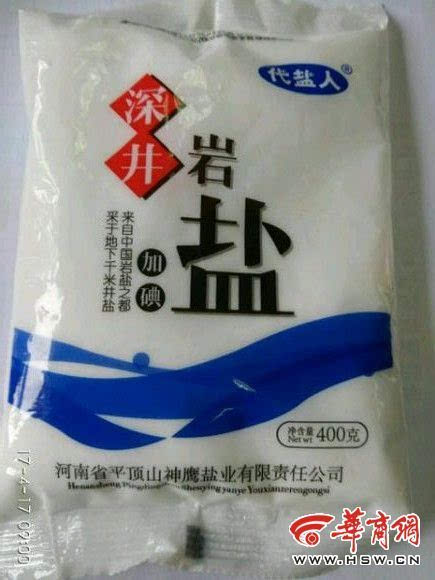 代盐人®
深井
岩盐
加碘
来自中国岩盐之都
采于地下千米井盐
净含量 400克
Net wt
河南省平顶山神鹰盐业有限责任公司
17-4-17 09:00
華商網
WWW.HSW.CN